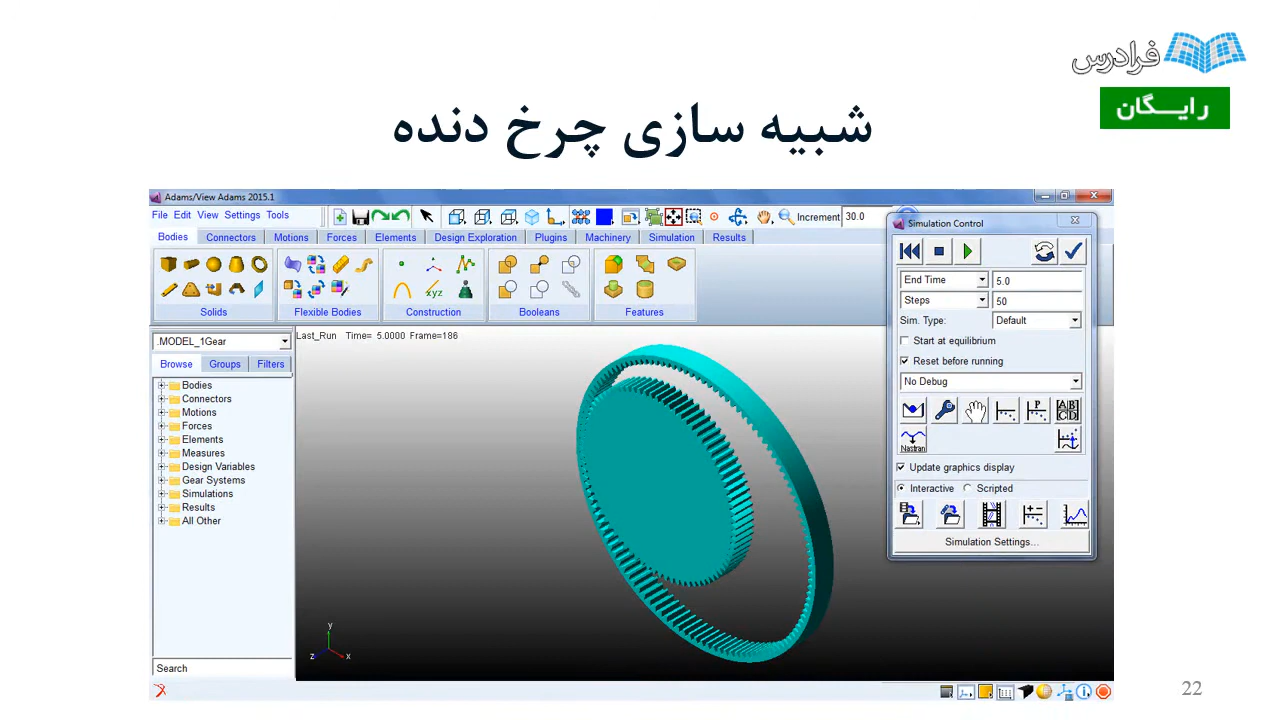 فرادرس
رایـــگان
شبیه سازی چرخ دنده
Adams/View Adams 2015.1
File Edit View Settings Tools
Increment 30.0
Bodies Connectors Motions Forces Elements Design Exploration Plugins Machinery Simulation Results
Solids Flexible Bodies Construction Booleans Features
.MODEL_1Gear
Browse Groups Filters
Bodies
Connectors
Motions
Forces
Elements
Measures
Design Variables
Gear Systems
Simulations
Results
All Other
Search
Last_Run Time= 5.0000 Frame=186
y
z
x
Simulation Control
End Time 5.0
Steps 50
Sim. Type: Default
Start at equilibrium
Reset before running
No Debug
P
A B
C D
Nastran
Update graphics display
Interactive Scripted
Simulation Settings...
22